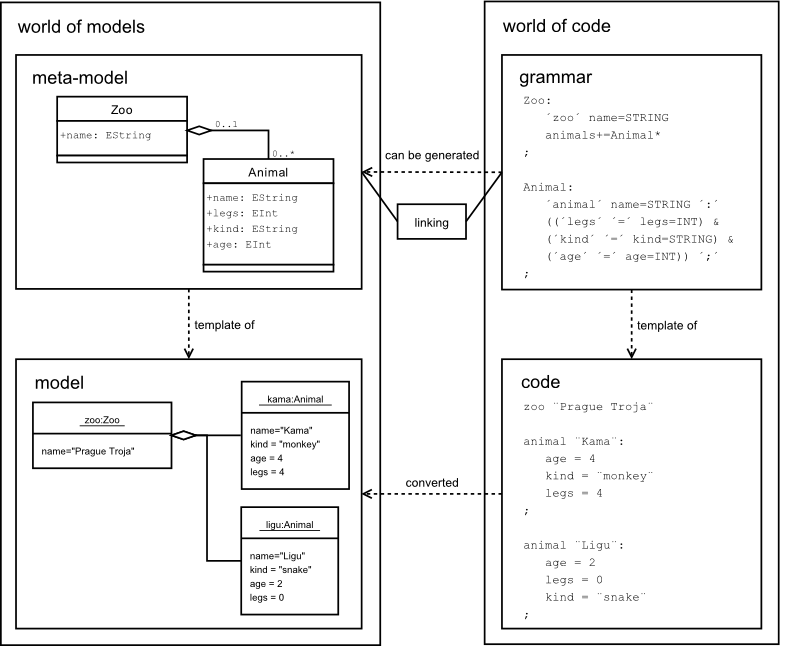 world of models
meta-model
Zoo
+name: EString
0..1
0..*
Animal
+name: EString
+legs: EInt
+kind: EString
+age: EInt
template of
model
zoo:Zoo
name="Prague Troja"
kama:Animal
name="Kama"
kind = "monkey"
age = 4
legs = 4
ligu:Animal
name="Ligu"
kind = "snake"
age = 2
legs = 0
can be generated
linking
converted
world of code
grammar
Zoo:
´zoo´ name=STRING
animals+=Animal*
;
Animal:
´animal´ name=STRING ´:´
((´legs´ ´=´ legs=INT) &
(´kind´ ´=´ kind=STRING) &
(´age´ ´=´ age=INT)) ´;´
;
template of
code
zoo ¨Prague Troja¨
animal ¨Kama¨:
age = 4
kind = ¨monkey¨
legs = 4
;
animal ¨Ligu¨:
age = 2
legs = 0
kind = ¨snake¨
;